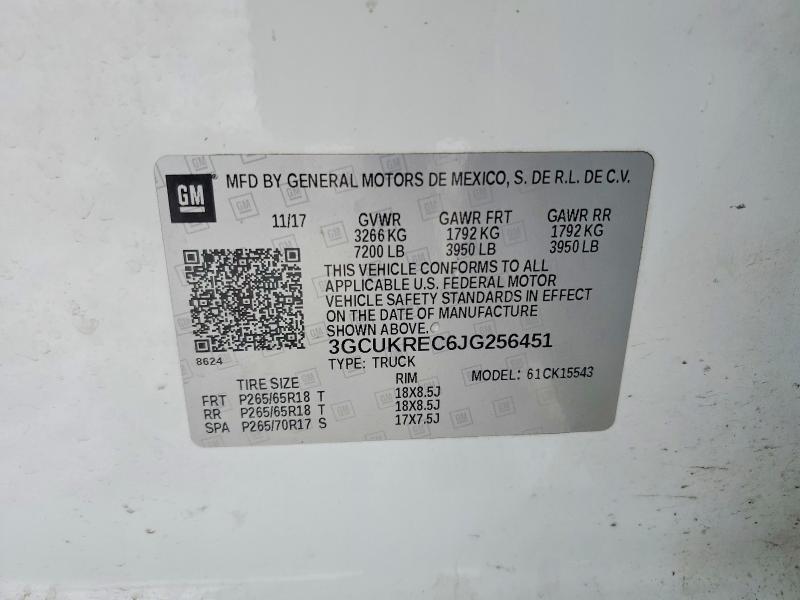 GM
MFD BY GENERAL MOTORS DE MEXICO, S. DE R.L. DE C.V.
11/17 GVWR GAWR FRT GAWR RR
3266 KG 1792 KG 1792 KG
7200 LB 3950 LB 3950 LB
THIS VEHICLE CONFORMS TO ALL
APPLICABLE U.S. FEDERAL MOTOR
VEHICLE SAFETY STANDARDS IN EFFECT
ON THE DATE OF MANUFACTURE
SHOWN ABOVE.
3GCUKREC6JG256451
8624
TYPE: TRUCK MODEL: 61CK15543
TIRE SIZE RIM
FRT P265/65R18 T 18X8.5J
RR P265/65R18 T 18X8.5J
SPA P265/70R17 S 17X7.5J